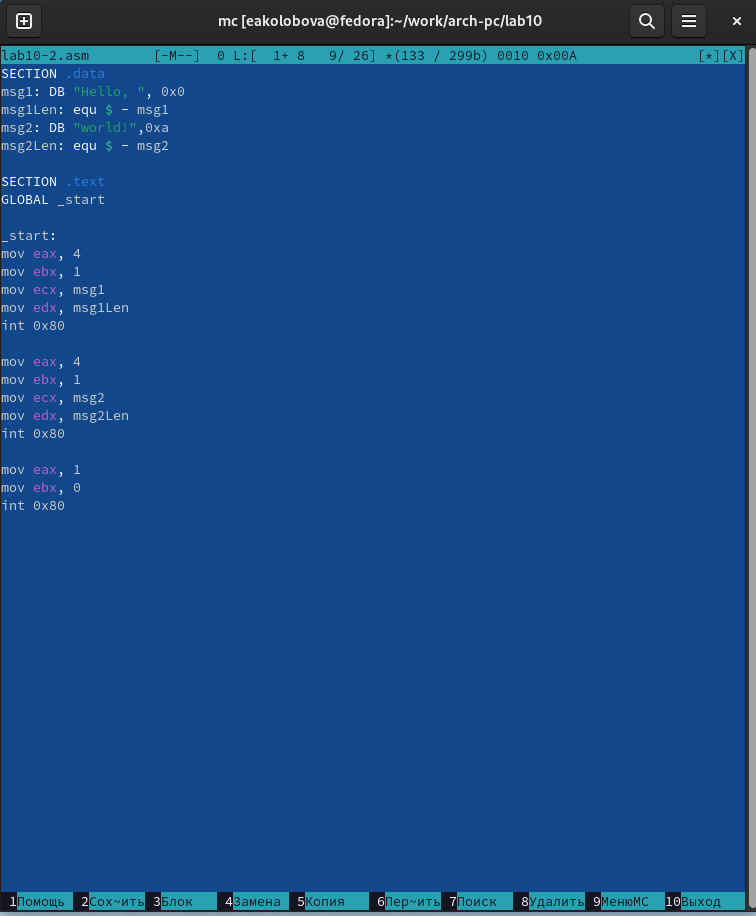 mc [eakolobova@fedora]:~/work/arch-pc/lab10
lab10-2.asm [-M--] 0 L:[ 1+ 8 9/ 26] *(133 / 299b) 0010 0x00A [*][X]
SECTION .data
msg1: DB "Hello, ", 0x0
msg1Len: equ $ - msg1
msg2: DB "world!",0xa
msg2Len: equ $ - msg2
SECTION .text
GLOBAL _start
_start:
mov eax, 4
mov ebx, 1
mov ecx, msg1
mov edx, msg1Len
int 0x80
mov eax, 4
mov ebx, 1
mov ecx, msg2
mov edx, msg2Len
int 0x80
mov eax, 1
mov ebx, 0
int 0x80
1Помощь 2Сох~ить 3Блок 4Замена 5Копия 6Пер~ить 7Поиск 8Удалить 9МенюМС 10Выход